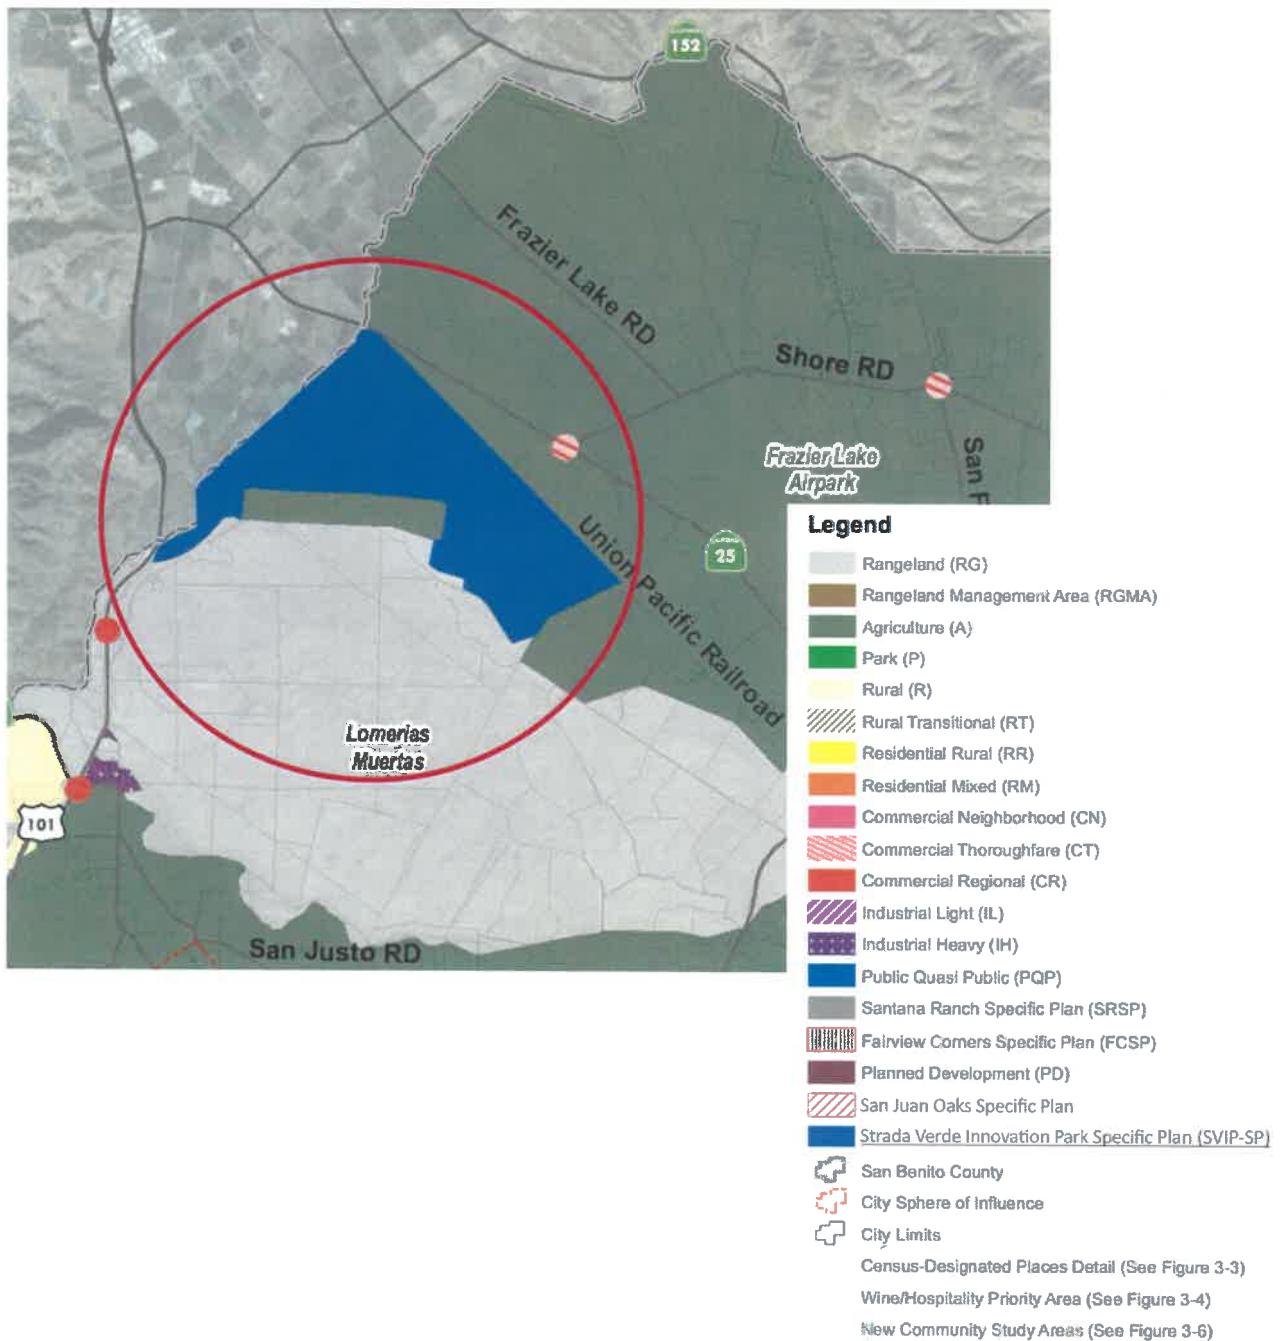 152
Frazier Lake RD
Shore RD
San F
Frazier Lake
Airpark
Union Pacific Railroad
25
Lomerias
Muertas
101
San Justo RD
Legend
Rangeland (RG)
Rangeland Management Area (RGMA)
Agriculture (A)
Park (P)
Rural (R)
Rural Transitional (RT)
Residential Rural (RR)
Residential Mixed (RM)
Commercial Neighborhood (CN)
Commercial Thoroughfare (CT)
Commercial Regional (CR)
Industrial Light (IL)
Industrial Heavy (IH)
Public Quasi Public (PQP)
Santana Ranch Specific Plan (SRSP)
Fairview Corners Specific Plan (FCSP)
Planned Development (PD)
San Juan Oaks Specific Plan
Strada Verde Innovation Park Specific Plan (SVIP-SP)
San Benito County
City Sphere of Influence
City Limits
Census-Designated Places Detail (See Figure 3-3)
Wine/Hospitality Priority Area (See Figure 3-4)
New Community Study Areas (See Figure 3-6)